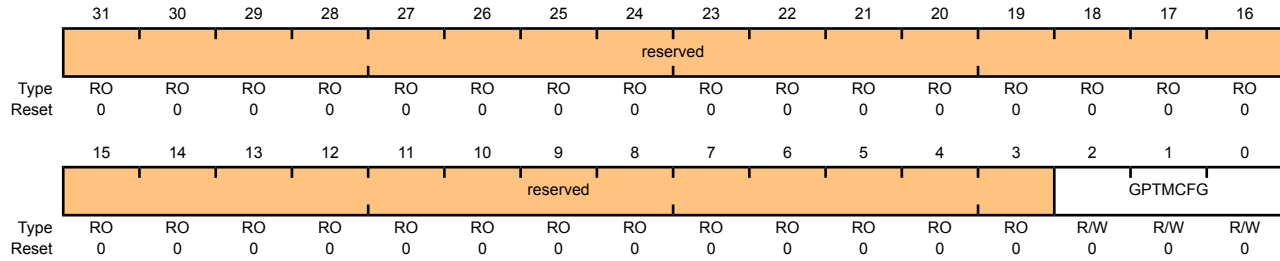 31 30 29 28 27 26 25 24 23 22 21 20 19 18 17 16
reserved
Type RO RO RO RO RO RO RO RO RO RO RO RO RO RO RO RO
Reset 0 0 0 0 0 0 0 0 0 0 0 0 0 0 0 0
15 14 13 12 11 10 9 8 7 6 5 4 3 2 1 0
reserved GPTMCFG
Type RO RO RO RO RO RO RO RO RO RO RO RO RO R/W R/W R/W
Reset 0 0 0 0 0 0 0 0 0 0 0 0 0 0 0 0